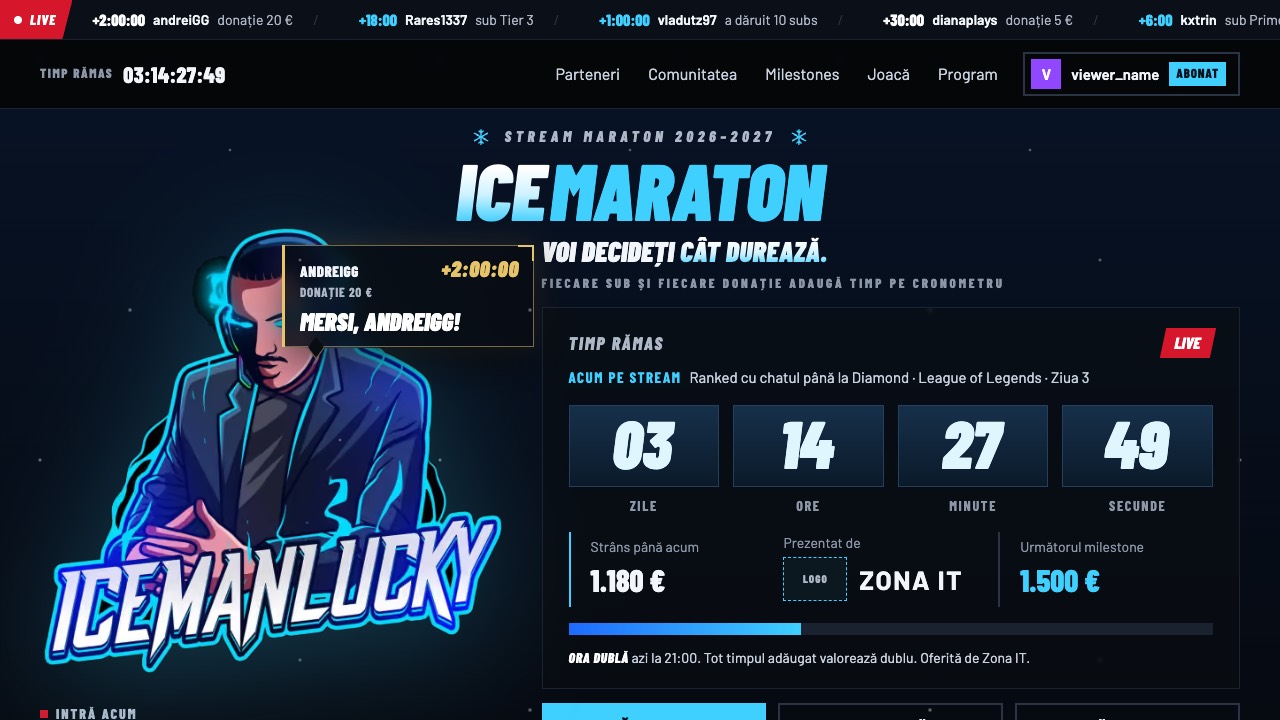 LIVE +2:00:00 andreiGG donație 20 € / +18:00 Rares1337 sub Tier 3 / +1:00:00 vladutz97 a dăruit 10 subs / +30:00 dianaplays donație 5 € / +6:00 kxtrin sub Prime
TIMP RĂMAS 03:14:27:49 Parteneri Comunitatea Milestones Joacă Program V viewer_name ABONAT
STREAM MARATON 2026-2027
ICEMARATON
VOI DECIDEȚI CÂT DUREAZĂ.
FIECARE SUB ȘI FIECARE DONAȚIE ADAUGĂ TIMP PE CRONOMETRU
ANDREIGG +2:00:00
DONAȚIE 20 €
MERSI, ANDREIGG!
ICEMANLUCKY
TIMP RĂMAS LIVE
ACUM PE STREAM Ranked cu chatul până la Diamond · League of Legends · Ziua 3
03 14 27 49
ZILE ORE MINUTE SECUNDE
Strâns până acum Prezentat de Următorul milestone
1.180 € LOGO ZONA IT 1.500 €
ORA DUBLĂ azi la 21:00. Tot timpul adăugat valorează dublu. Oferită de Zona IT.
INTRĂ ACUM